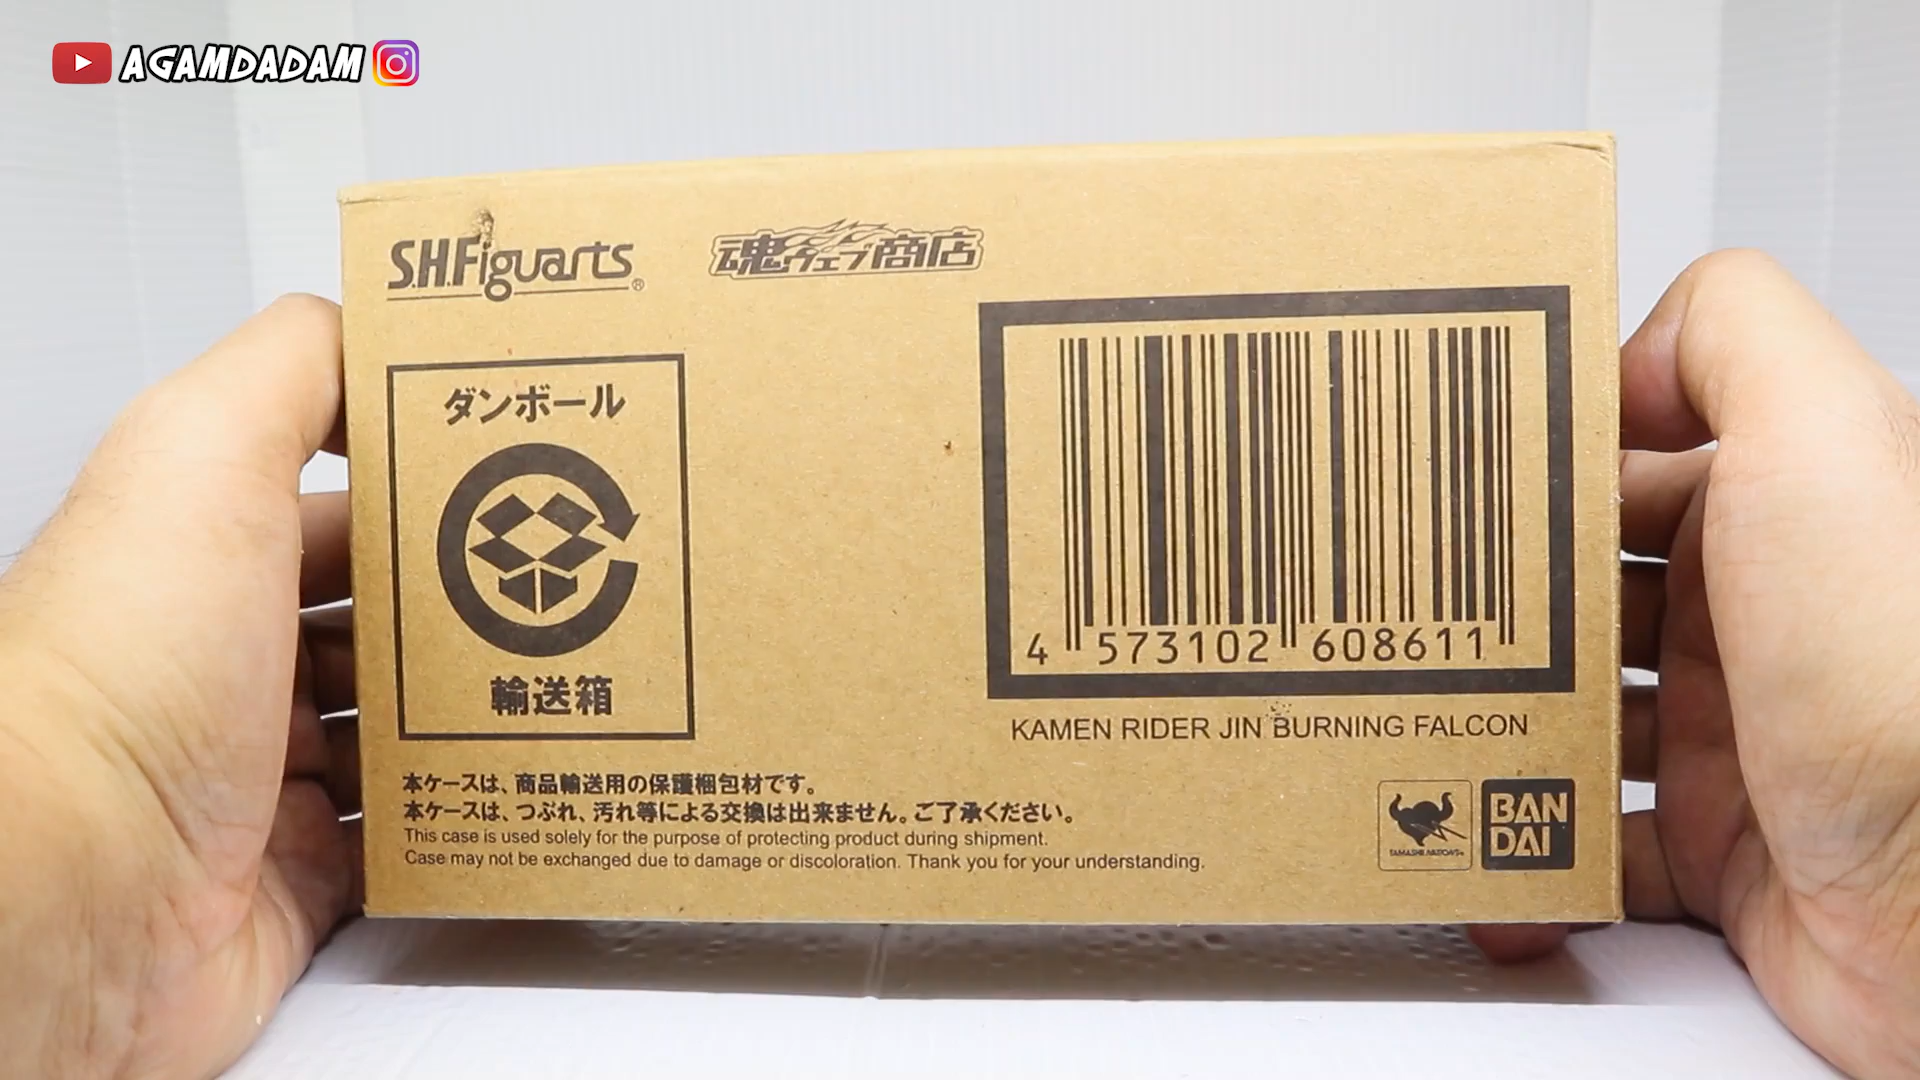 AGAMDADAM
S.H.Figuarts®
魂ウェブ商店
ダンボール
輸送箱
4 573102 608611
KAMEN RIDER JIN BURNING FALCON
本ケースは、商品輸送用の保護梱包材です。
本ケースは、つぶれ、汚れ等による交換は出来ません。ご了承ください。
This case is used solely for the purpose of protecting product during shipment.
Case may not be exchanged due to damage or discoloration. Thank you for your understanding.
TAMASHII NATIONS
BAN
DAI